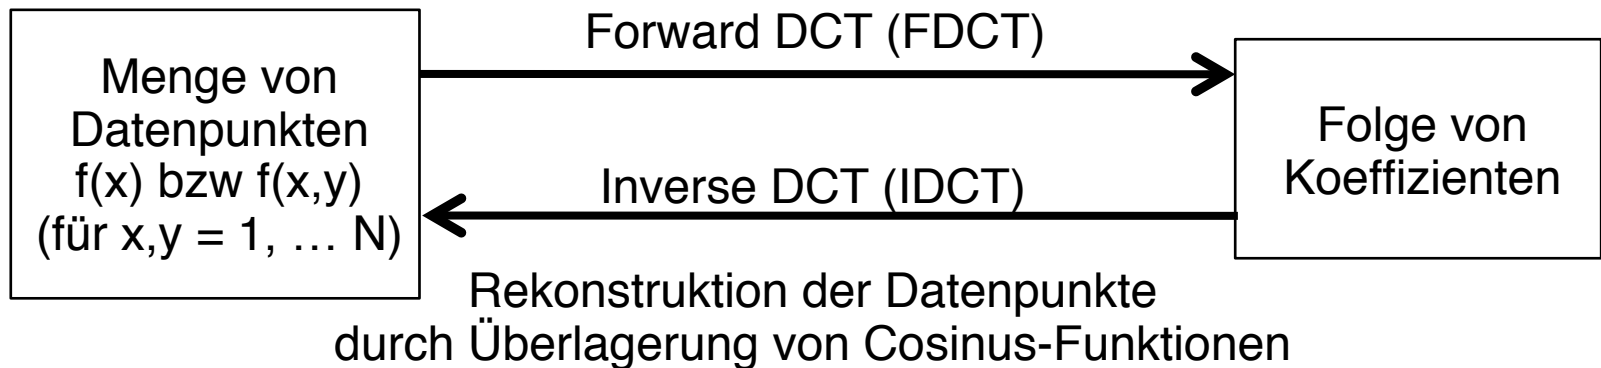 Forward DCT (FDCT)
Menge von
Datenpunkten
f(x) bzw f(x,y)
(für x,y = 1, … N)
Folge von
Koeffizienten
Inverse DCT (IDCT)
Rekonstruktion der Datenpunkte
durch Überlagerung von Cosinus-Funktionen